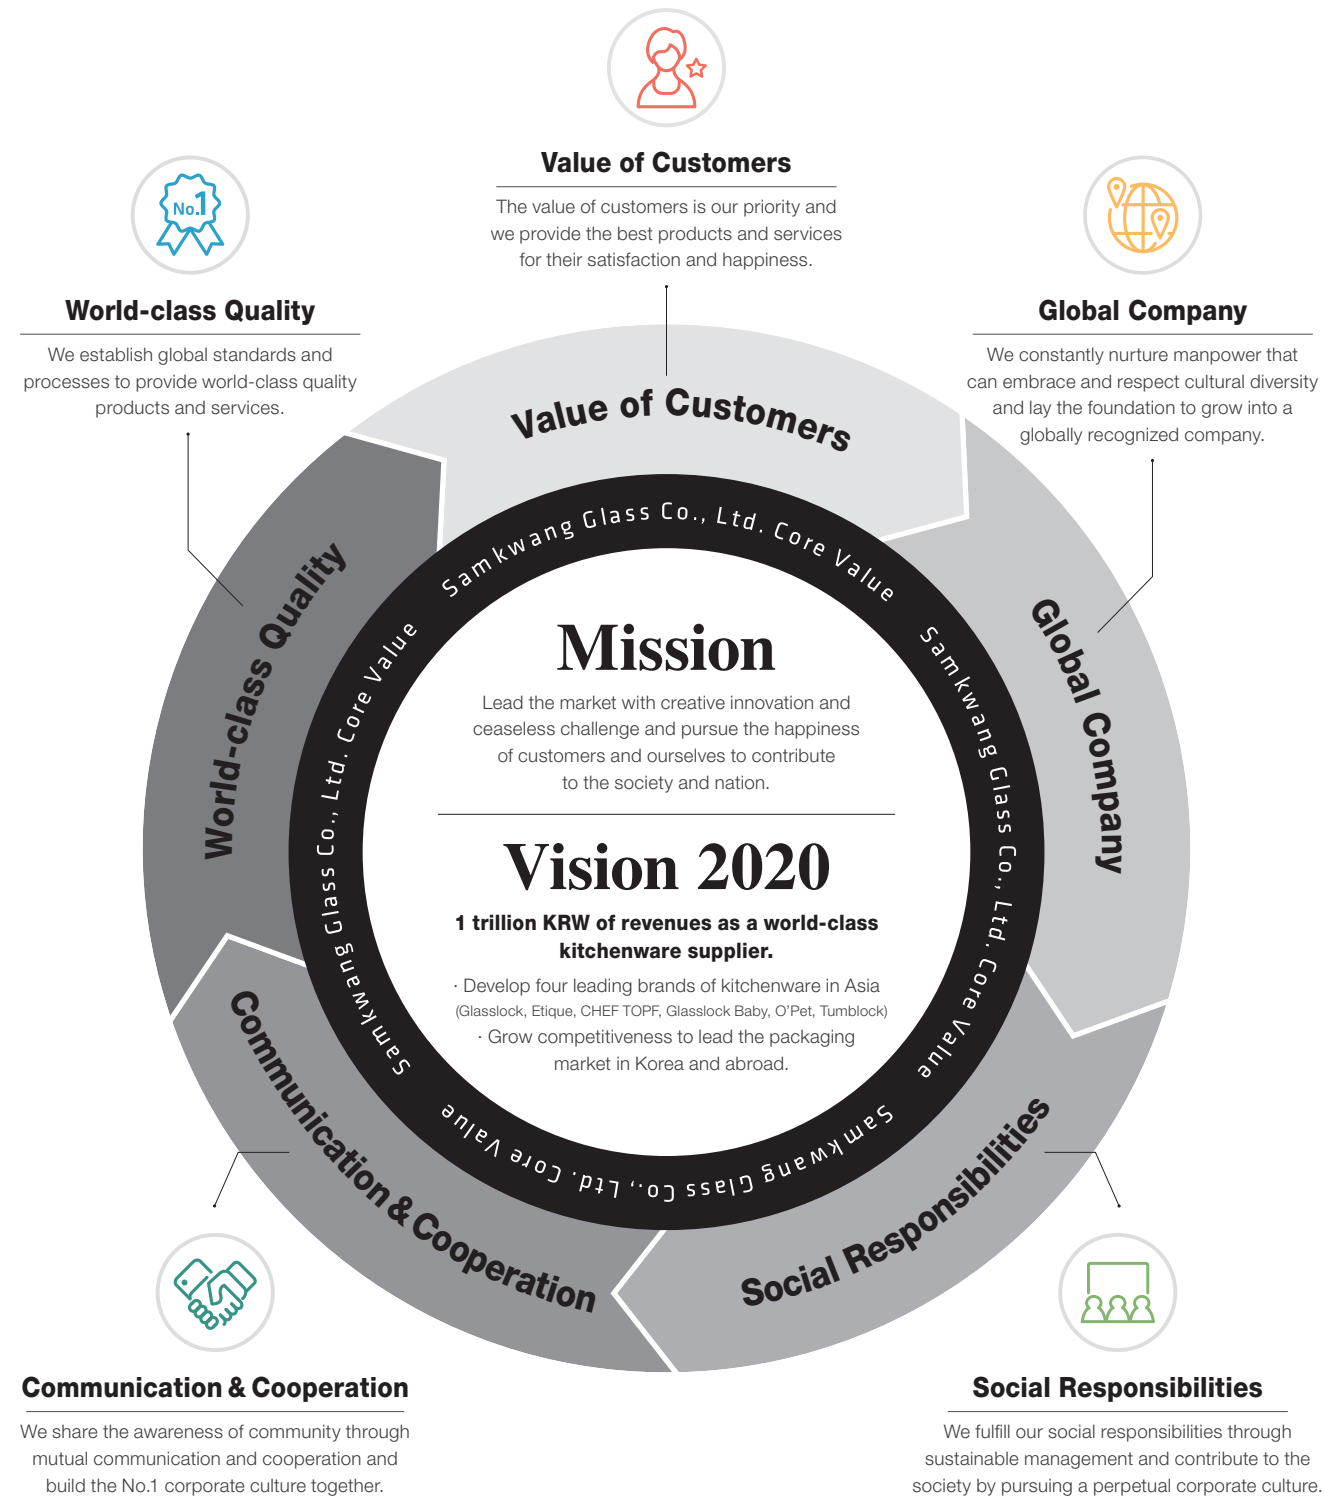 Value of Customers
The value of customers is our priority and
we provide the best products and services
for their satisfaction and happiness.
No.1
World-class Quality
We establish global standards and
processes to provide world-class quality
products and services.
Global Company
We constantly nurture manpower that
can embrace and respect cultural diversity
and lay the foundation to grow into a
globally recognized company.
Value of Customers
Global Company
Social Responsibilities
Communication & Cooperation
World-class Quality
Samkwang Glass Co., Ltd. Core Value
Samkwang Glass Co., Ltd. Core Value
Samkwang Glass Co., Ltd. Core Value
Samkwang Glass Co., Ltd. Core Value
Mission
Lead the market with creative innovation and
ceaseless challenge and pursue the happiness
of customers and ourselves to contribute
to the society and nation.
Vision 2020
1 trillion KRW of revenues as a world-class
kitchenware supplier.
· Develop four leading brands of kitchenware in Asia
(Glasslock, Etique, CHEF TOPF, Glasslock Baby, O'Pet, Tumblock)
· Grow competitiveness to lead the packaging
market in Korea and abroad.
Communication & Cooperation
We share the awareness of community through
mutual communication and cooperation and
build the No.1 corporate culture together.
Social Responsibilities
We fulfill our social responsibilities through
sustainable management and contribute to the
society by pursuing a perpetual corporate culture.